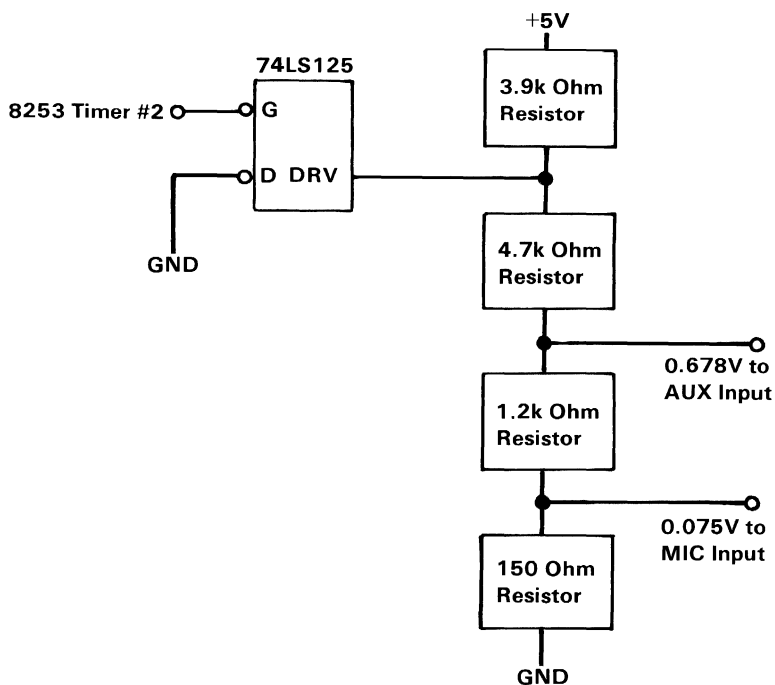 +5V
74LS125
3.9k Ohm
Resistor
8253 Timer #2
G
D DRV
GND
4.7k Ohm
Resistor
0.678V to
AUX Input
1.2k Ohm
Resistor
0.075V to
MIC Input
150 Ohm
Resistor
GND